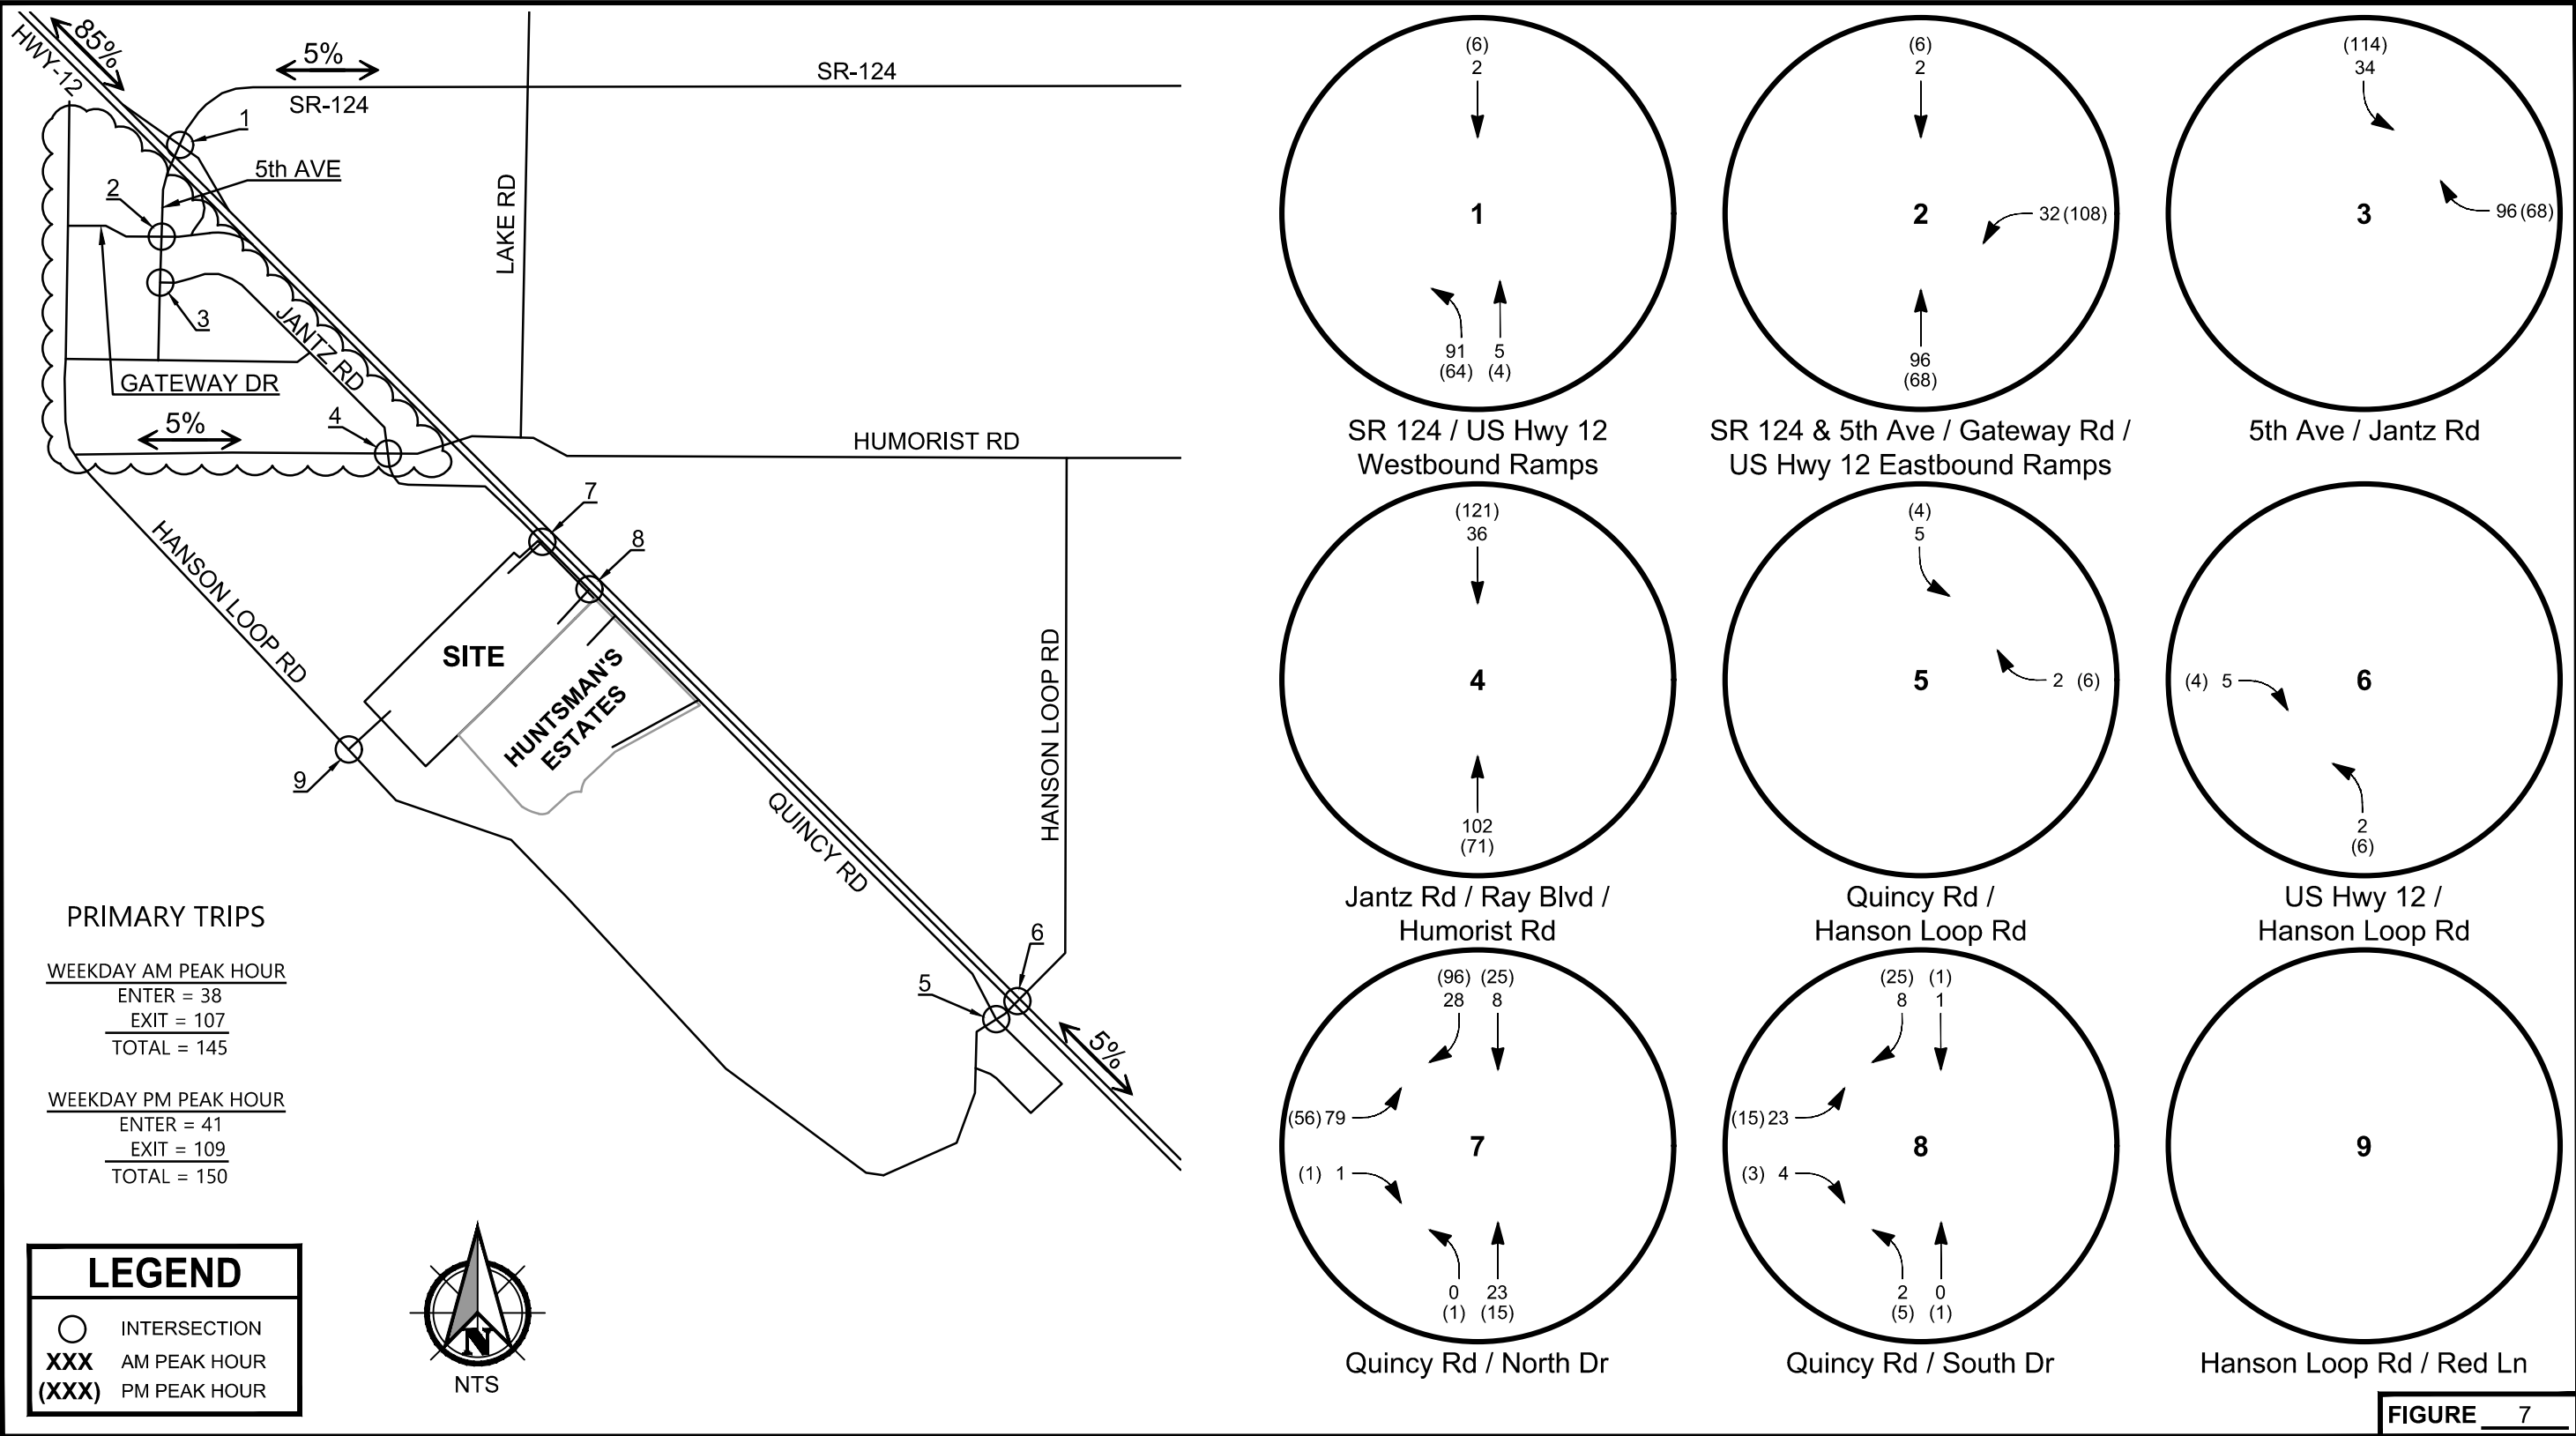 85%
HWY-12
5%
SR-124
SR-124
1
5th AVE
2
LAKE RD
3
JANTZ RD
GATEWAY DR
5%
4
HUMORIST RD
7
8
HANSON LOOP RD
SITE
HUNTSMAN'S
ESTATES
HANSON LOOP RD
9
QUINCY RD
6
5
5%
PRIMARY TRIPS
WEEKDAY AM PEAK HOUR
ENTER = 38
EXIT = 107
TOTAL = 145
WEEKDAY PM PEAK HOUR
ENTER = 41
EXIT = 109
TOTAL = 150
LEGEND
INTERSECTION
XXX AM PEAK HOUR
(XXX) PM PEAK HOUR
N
NTS
(6)
2
1
91 5
(64) (4)
SR 124 / US Hwy 12
Westbound Ramps
(6)
2
32 (108)
2
96
(68)
SR 124 & 5th Ave / Gateway Rd /
US Hwy 12 Eastbound Ramps
(114)
34
96 (68)
3
5th Ave / Jantz Rd
(121)
36
4
102
(71)
Jantz Rd / Ray Blvd /
Humorist Rd
(4)
5
5
2 (6)
Quincy Rd /
Hanson Loop Rd
(4) 5
6
2
(6)
US Hwy 12 /
Hanson Loop Rd
(96) (25)
28 8
(56) 79
7
(1) 1
0 23
(1) (15)
Quincy Rd / North Dr
(25) (1)
8 1
(15) 23
8
(3) 4
2 0
(5) (1)
Quincy Rd / South Dr
9
Hanson Loop Rd / Red Ln
FIGURE 7